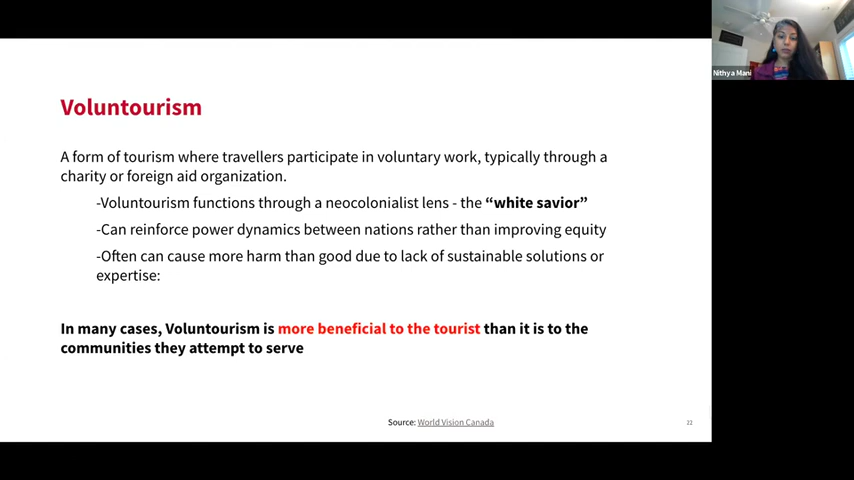 Voluntourism
A form of tourism where travellers participate in voluntary work, typically through a
charity or foreign aid organization.
-Voluntourism functions through a neocolonialist lens - the “white savior”
-Can reinforce power dynamics between nations rather than improving equity
-Often can cause more harm than good due to lack of sustainable solutions or
expertise:
In many cases, Voluntourism is more beneficial to the tourist than it is to the
communities they attempt to serve
Source: World Vision Canada
22
Nithya Mani